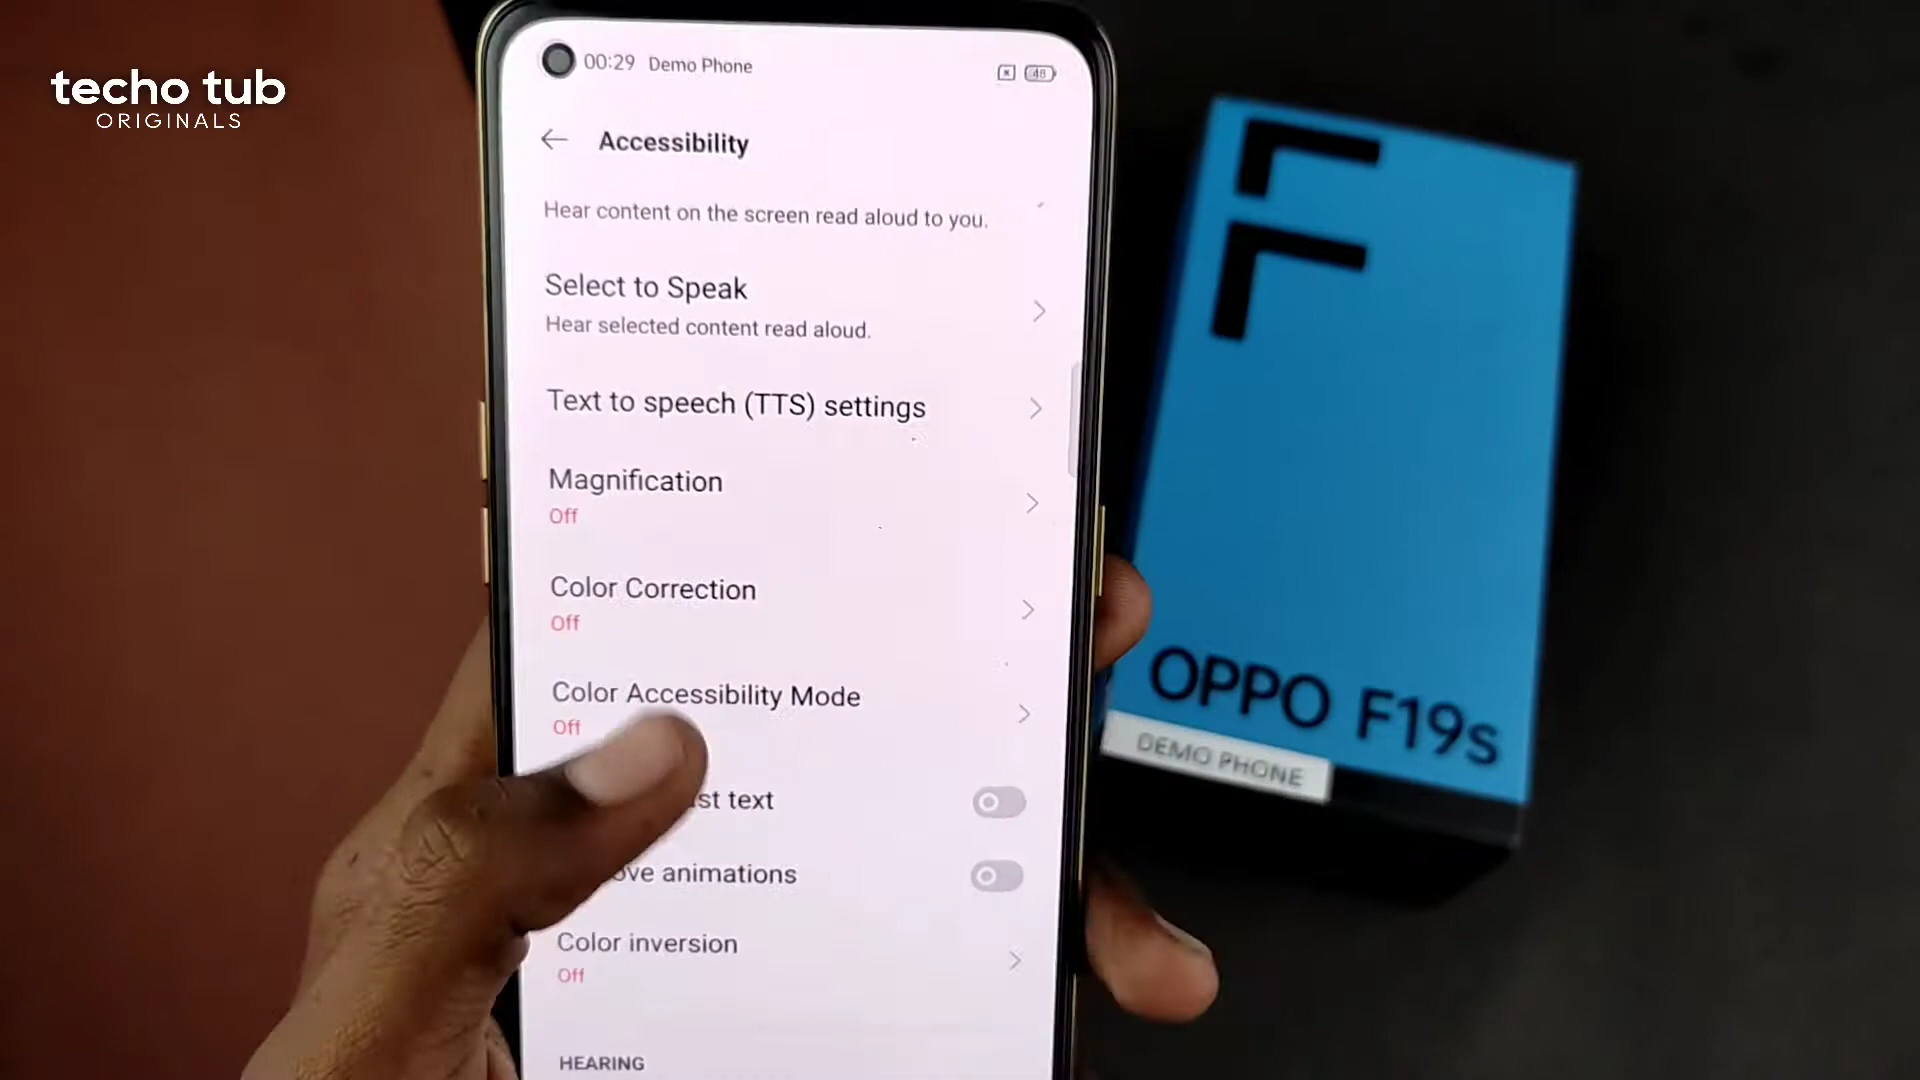 techo tub
ORIGINALS
00:29 Demo Phone
48
Accessibility
Hear content on the screen read aloud to you.
Select to Speak
Hear selected content read aloud.
Text to speech (TTS) settings
Magnification
Off
Color Correction
Off
Color Accessibility Mode
Off
st text
ove animations
Color inversion
Off
HEARING
OPPO F19s
DEMO PHONE